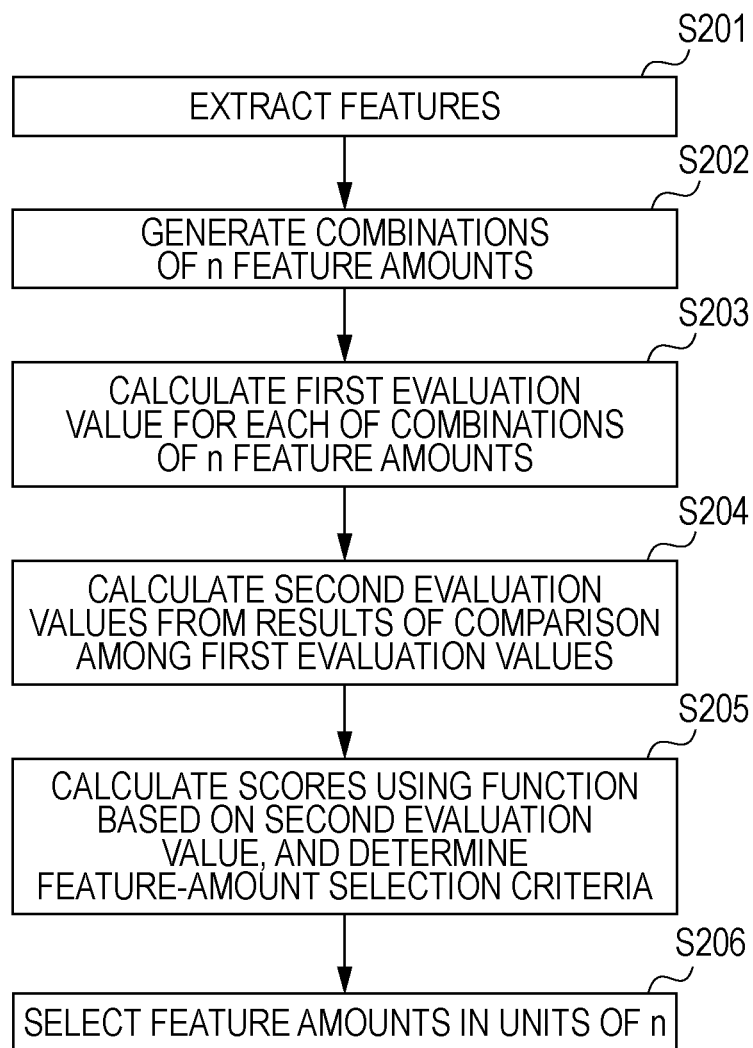 S201
EXTRACT FEATURES
S202
GENERATE COMBINATIONS
OF n FEATURE AMOUNTS
S203
CALCULATE FIRST EVALUATION
VALUE FOR EACH OF COMBINATIONS
OF n FEATURE AMOUNTS
S204
CALCULATE SECOND EVALUATION
VALUES FROM RESULTS OF COMPARISON
AMONG FIRST EVALUATION VALUES
S205
CALCULATE SCORES USING FUNCTION
BASED ON SECOND EVALUATION
VALUE, AND DETERMINE
FEATURE-AMOUNT SELECTION CRITERIA
S206
SELECT FEATURE AMOUNTS IN UNITS OF n